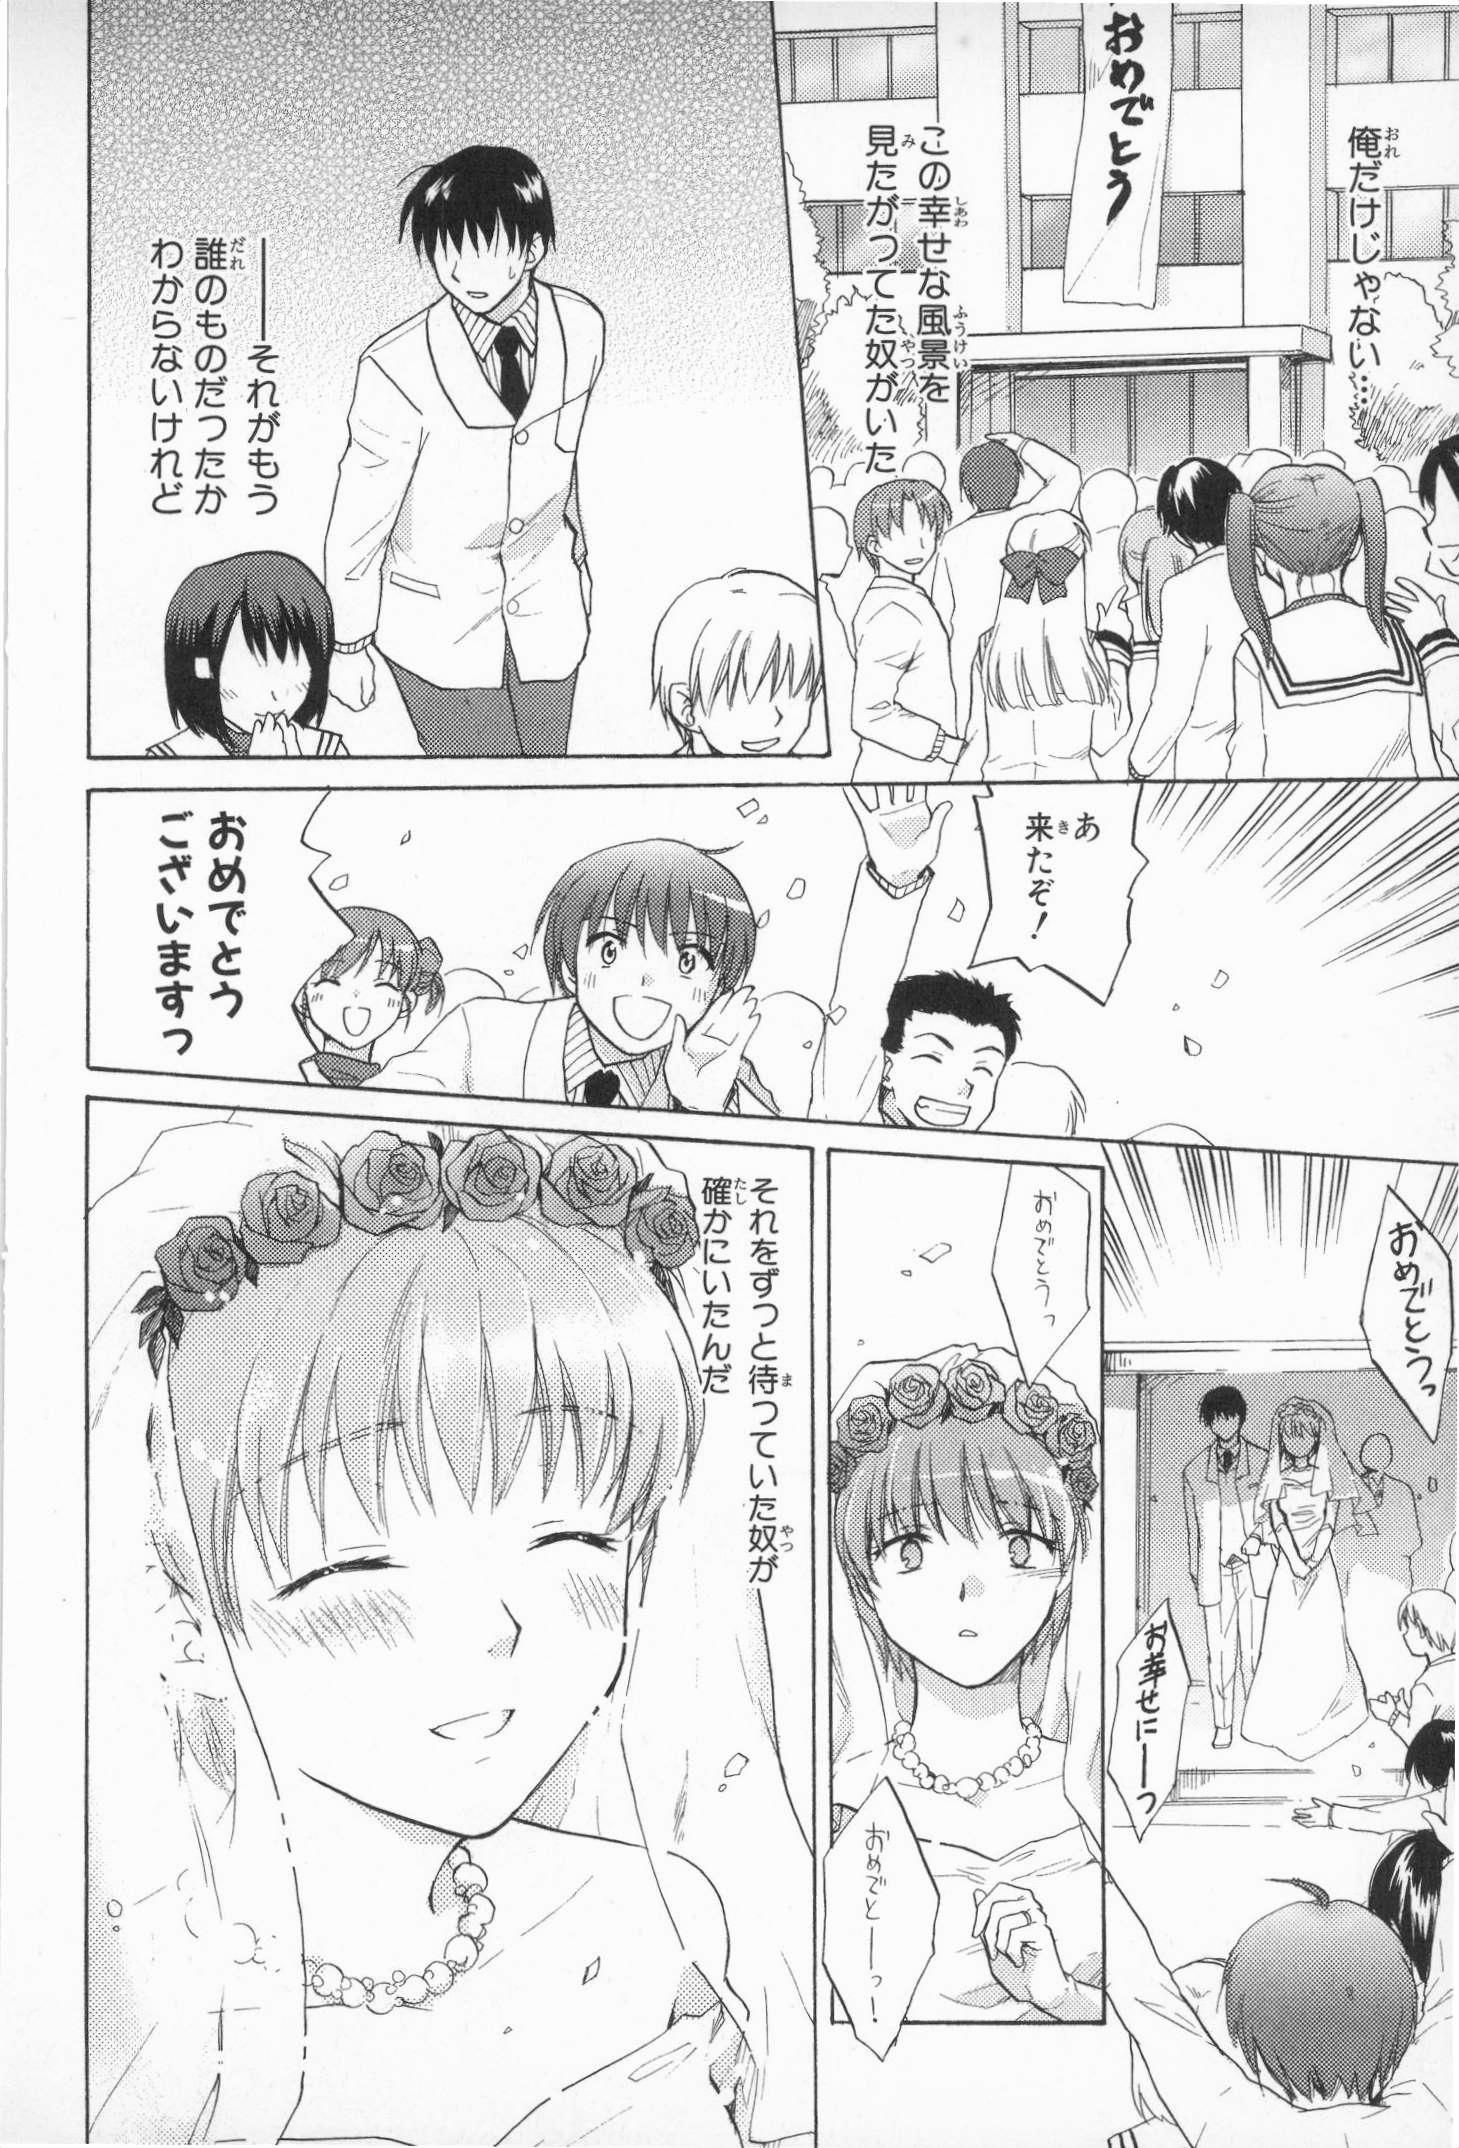 おめでとう
俺だけじゃない…
この幸せな風景を
見たがってた奴がいた
――それがもう
誰のものだったか
わからないけれど
あ
来たぞ！
おめでとう
ございますっ
おめでとうっ
お幸せにーっ
おめでとうっ
おめでとーっ！
それをずっと待っていた奴が
確かにいたんだ